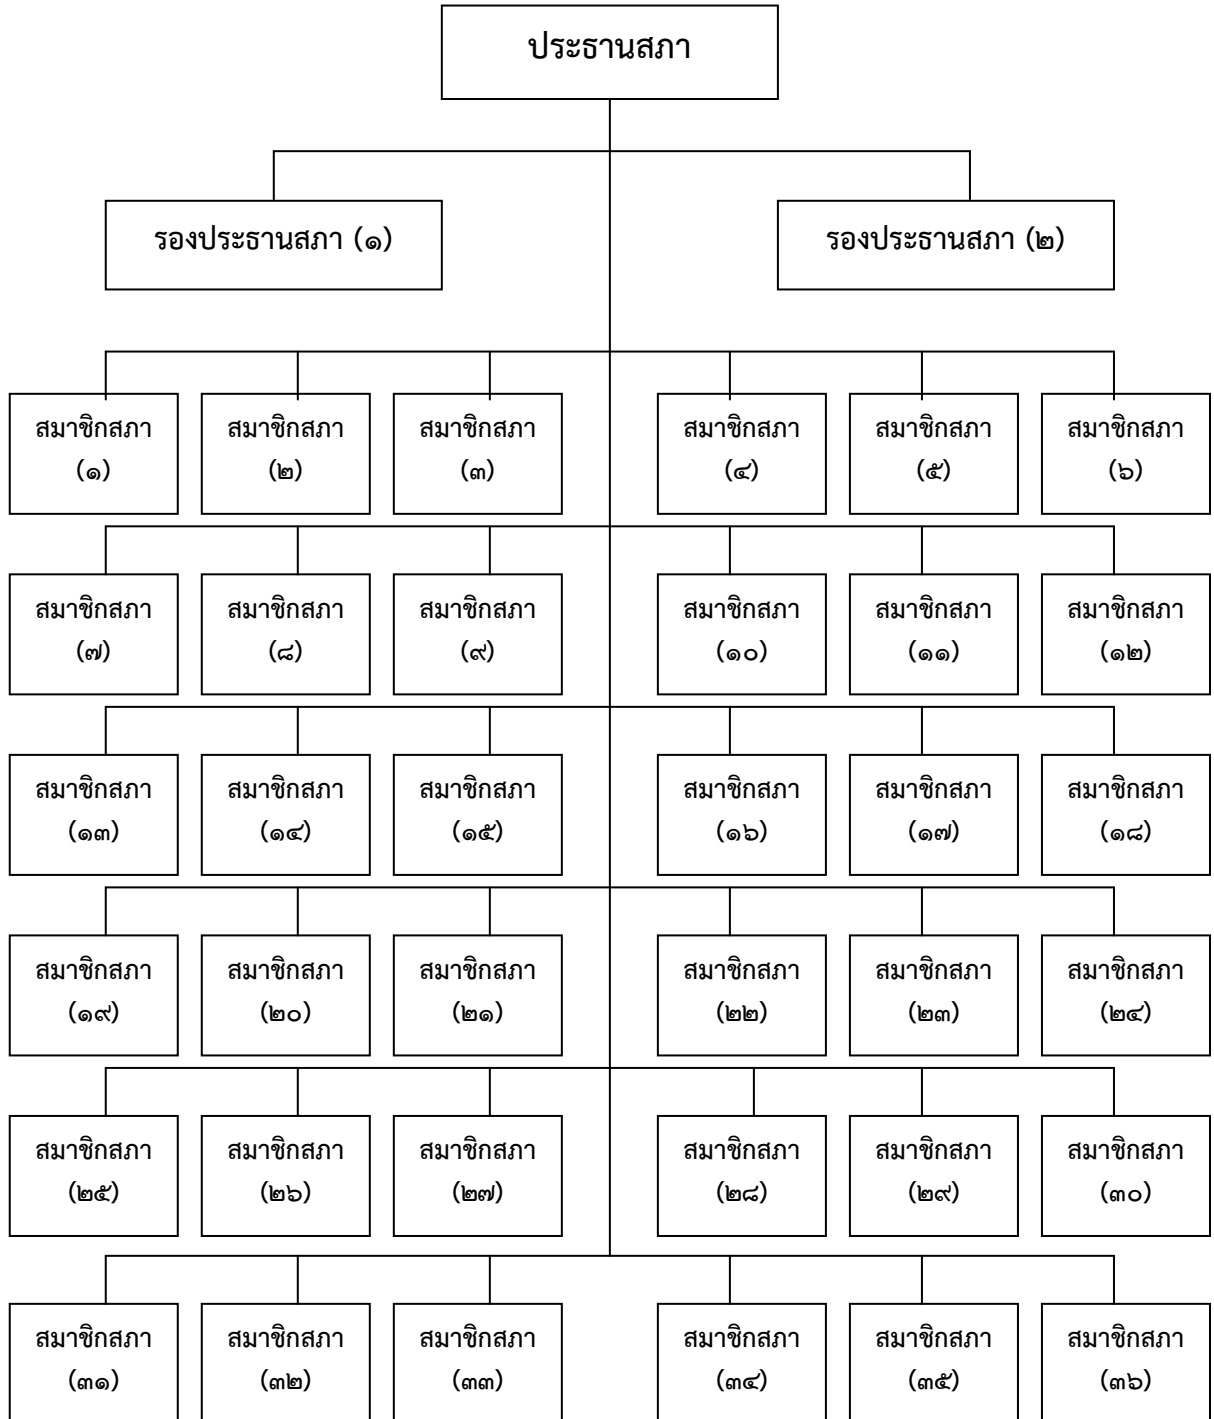 ประธานสภา
รองประธานสภา (๑)
รองประธานสภา (๒)
สมาชิกสภา
(๑)
สมาชิกสภา
(๒)
สมาชิกสภา
(๓)
สมาชิกสภา
(๔)
สมาชิกสภา
(๕)
สมาชิกสภา
(๖)
สมาชิกสภา
(๗)
สมาชิกสภา
(๘)
สมาชิกสภา
(๙)
สมาชิกสภา
(๑๐)
สมาชิกสภา
(๑๑)
สมาชิกสภา
(๑๒)
สมาชิกสภา
(๑๓)
สมาชิกสภา
(๑๔)
สมาชิกสภา
(๑๕)
สมาชิกสภา
(๑๖)
สมาชิกสภา
(๑๗)
สมาชิกสภา
(๑๘)
สมาชิกสภา
(๑๙)
สมาชิกสภา
(๒๐)
สมาชิกสภา
(๒๑)
สมาชิกสภา
(๒๒)
สมาชิกสภา
(๒๓)
สมาชิกสภา
(๒๔)
สมาชิกสภา
(๒๕)
สมาชิกสภา
(๒๖)
สมาชิกสภา
(๒๗)
สมาชิกสภา
(๒๘)
สมาชิกสภา
(๒๙)
สมาชิกสภา
(๓๐)
สมาชิกสภา
(๓๑)
สมาชิกสภา
(๓๒)
สมาชิกสภา
(๓๓)
สมาชิกสภา
(๓๔)
สมาชิกสภา
(๓๕)
สมาชิกสภา
(๓๖)